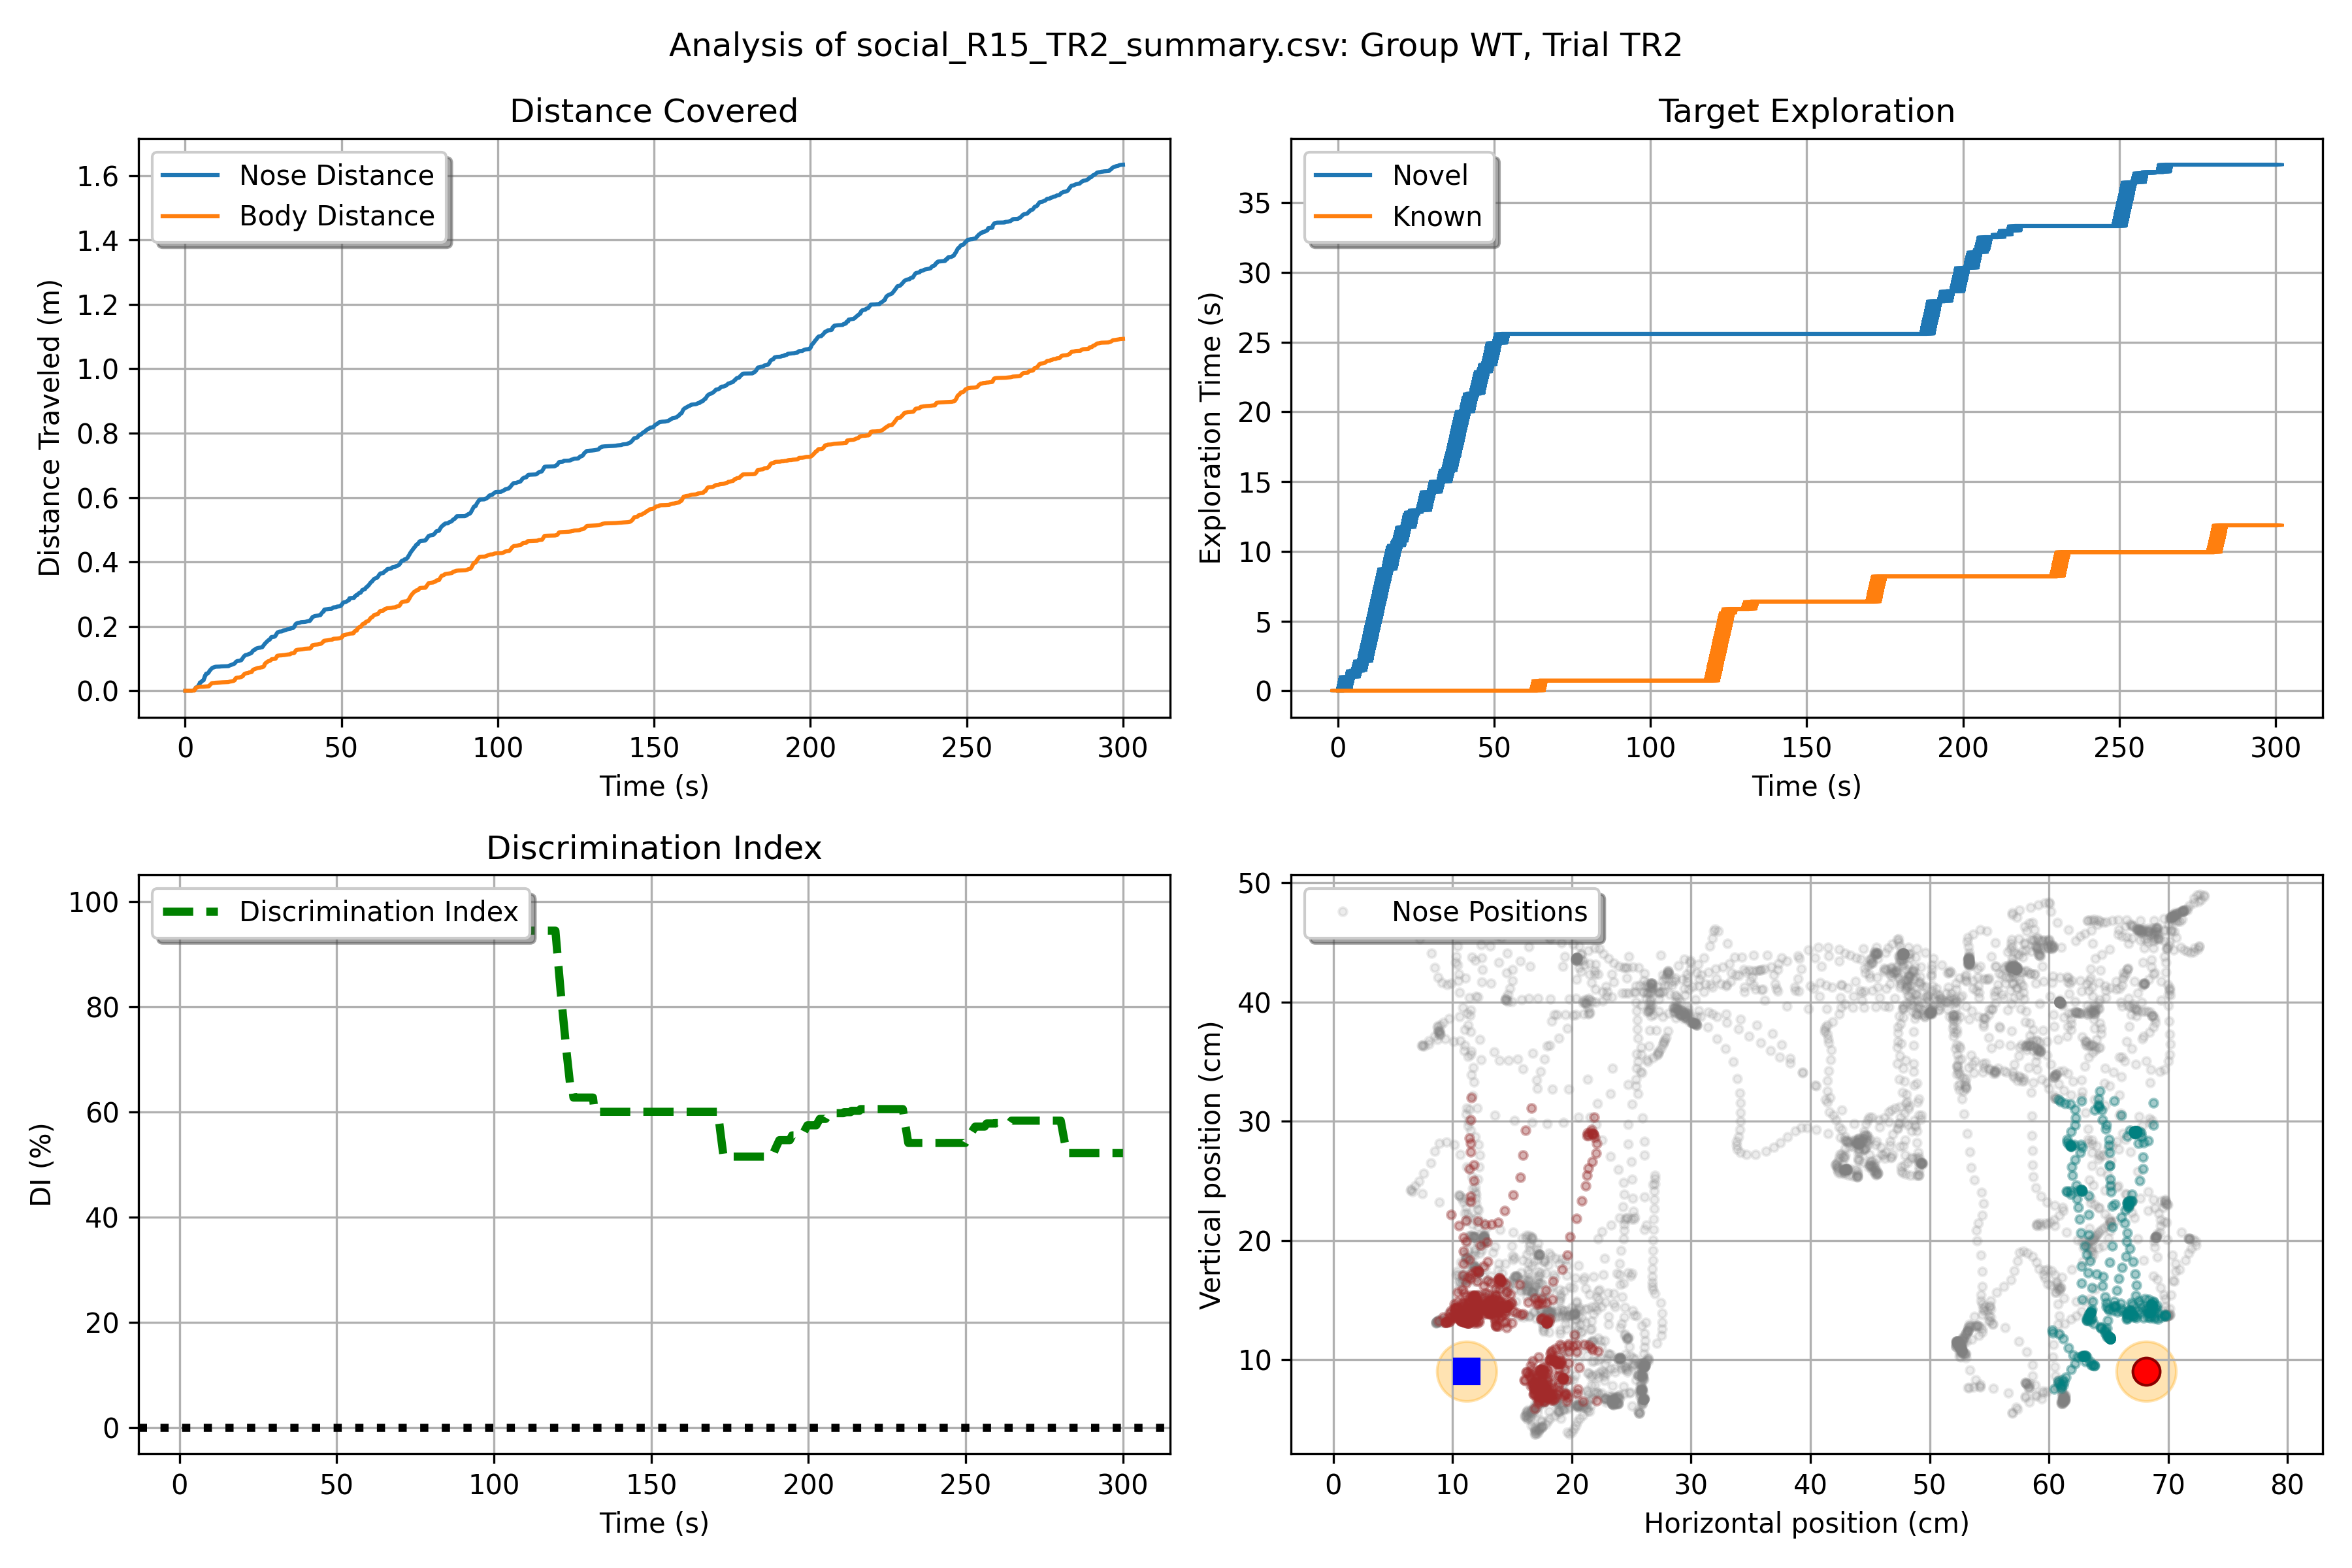 Analysis of social_R15_TR2_summary.csv: Group WT, Trial TR2
Distance Covered
Nose Distance
Body Distance
Distance Traveled (m)
1.6
1.4
1.2
1.0
0.8
0.6
0.4
0.2
0.0
0 50 100 150 200 250 300
Time (s)
Target Exploration
Novel
Known
Exploration Time (s)
35
30
25
20
15
10
5
0
0 50 100 150 200 250 300
Time (s)
Discrimination Index
Discrimination Index
DI (%)
100
80
60
40
20
0
0 50 100 150 200 250 300
Time (s)
Nose Positions
Vertical position (cm)
50
40
30
20
10
0 10 20 30 40 50 60 70 80
Horizontal position (cm)